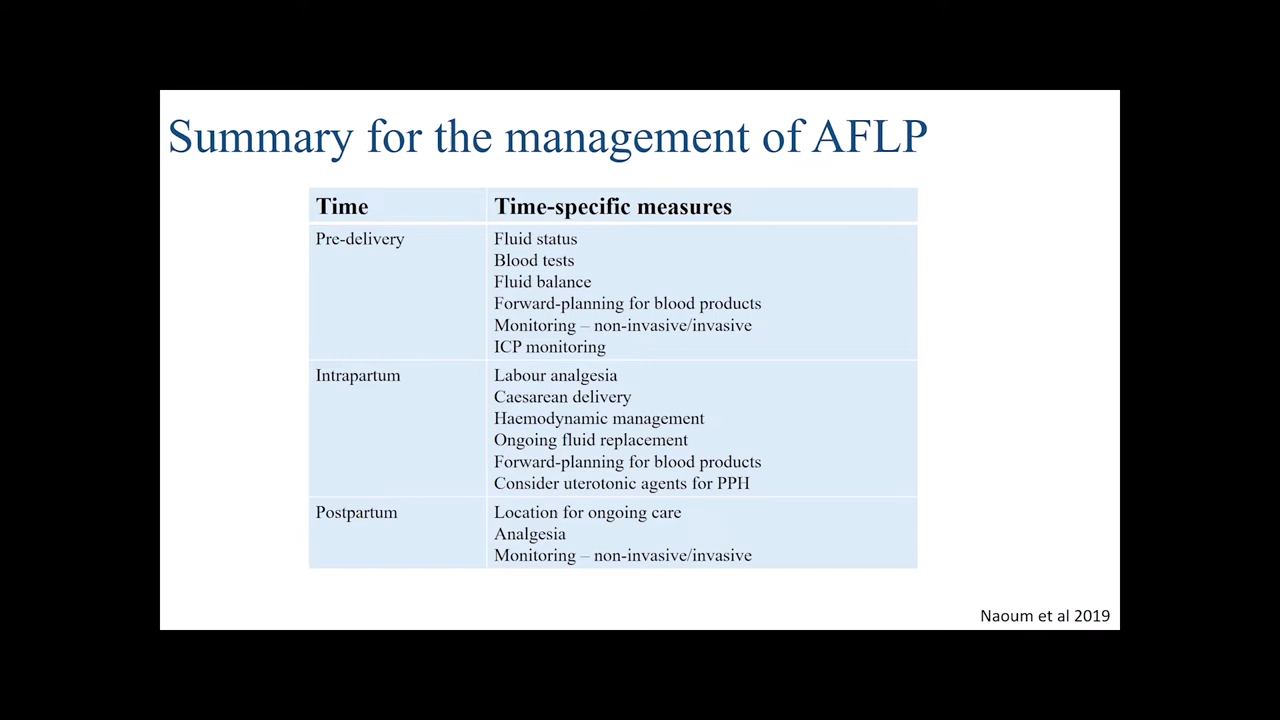 Summary for the management of AFLP
Time
Time-specific measures
Pre-delivery
Fluid status
Blood tests
Fluid balance
Forward-planning for blood products
Monitoring – non-invasive/invasive
ICP monitoring
Intrapartum
Labour analgesia
Caesarean delivery
Haemodynamic management
Ongoing fluid replacement
Forward-planning for blood products
Consider uterotonic agents for PPH
Postpartum
Location for ongoing care
Analgesia
Monitoring – non-invasive/invasive
Naoum et al 2019